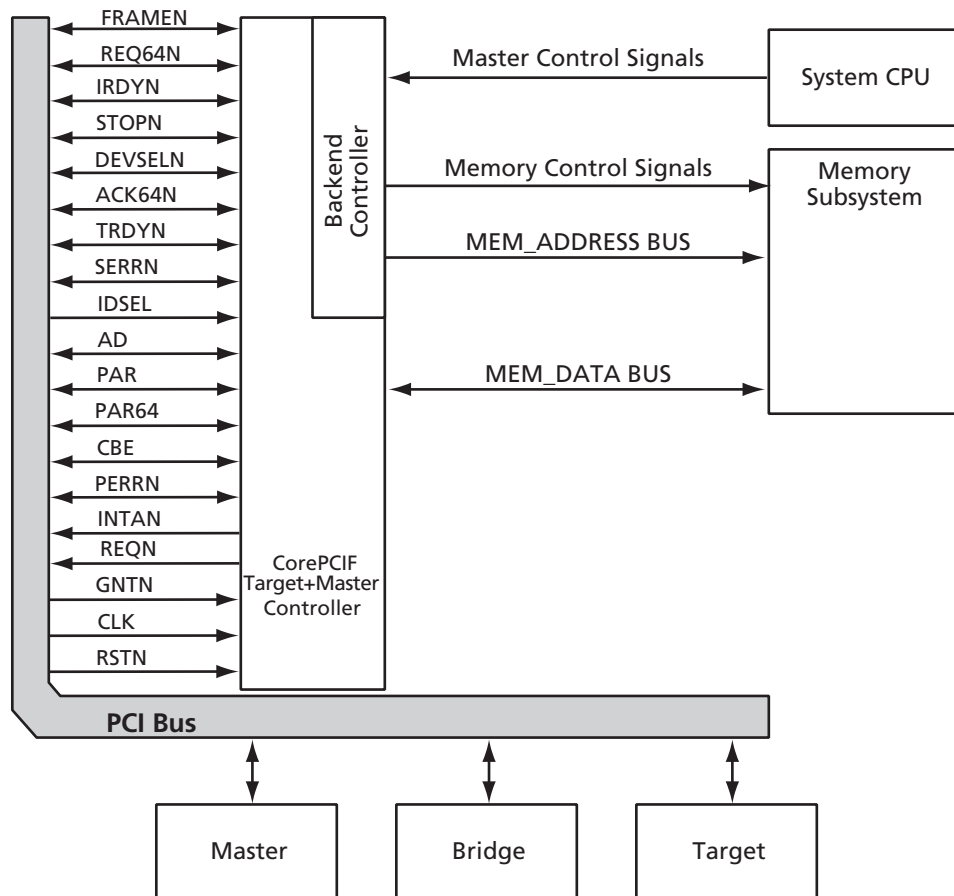 FRAMEN
REQ64N
IRDYN
STOPN
DEVSELN
ACK64N
TRDYN
SERRN
IDSEL
AD
PAR
PAR64
CBE
PERRN
INTAN
REQN
GNTN
CLK
RSTN
Backend
Controller
CorePCIF
Target+Master
Controller
Master Control Signals
System CPU
Memory Control Signals
Memory
Subsystem
MEM_ADDRESS BUS
MEM_DATA BUS
PCI Bus
Master
Bridge
Target